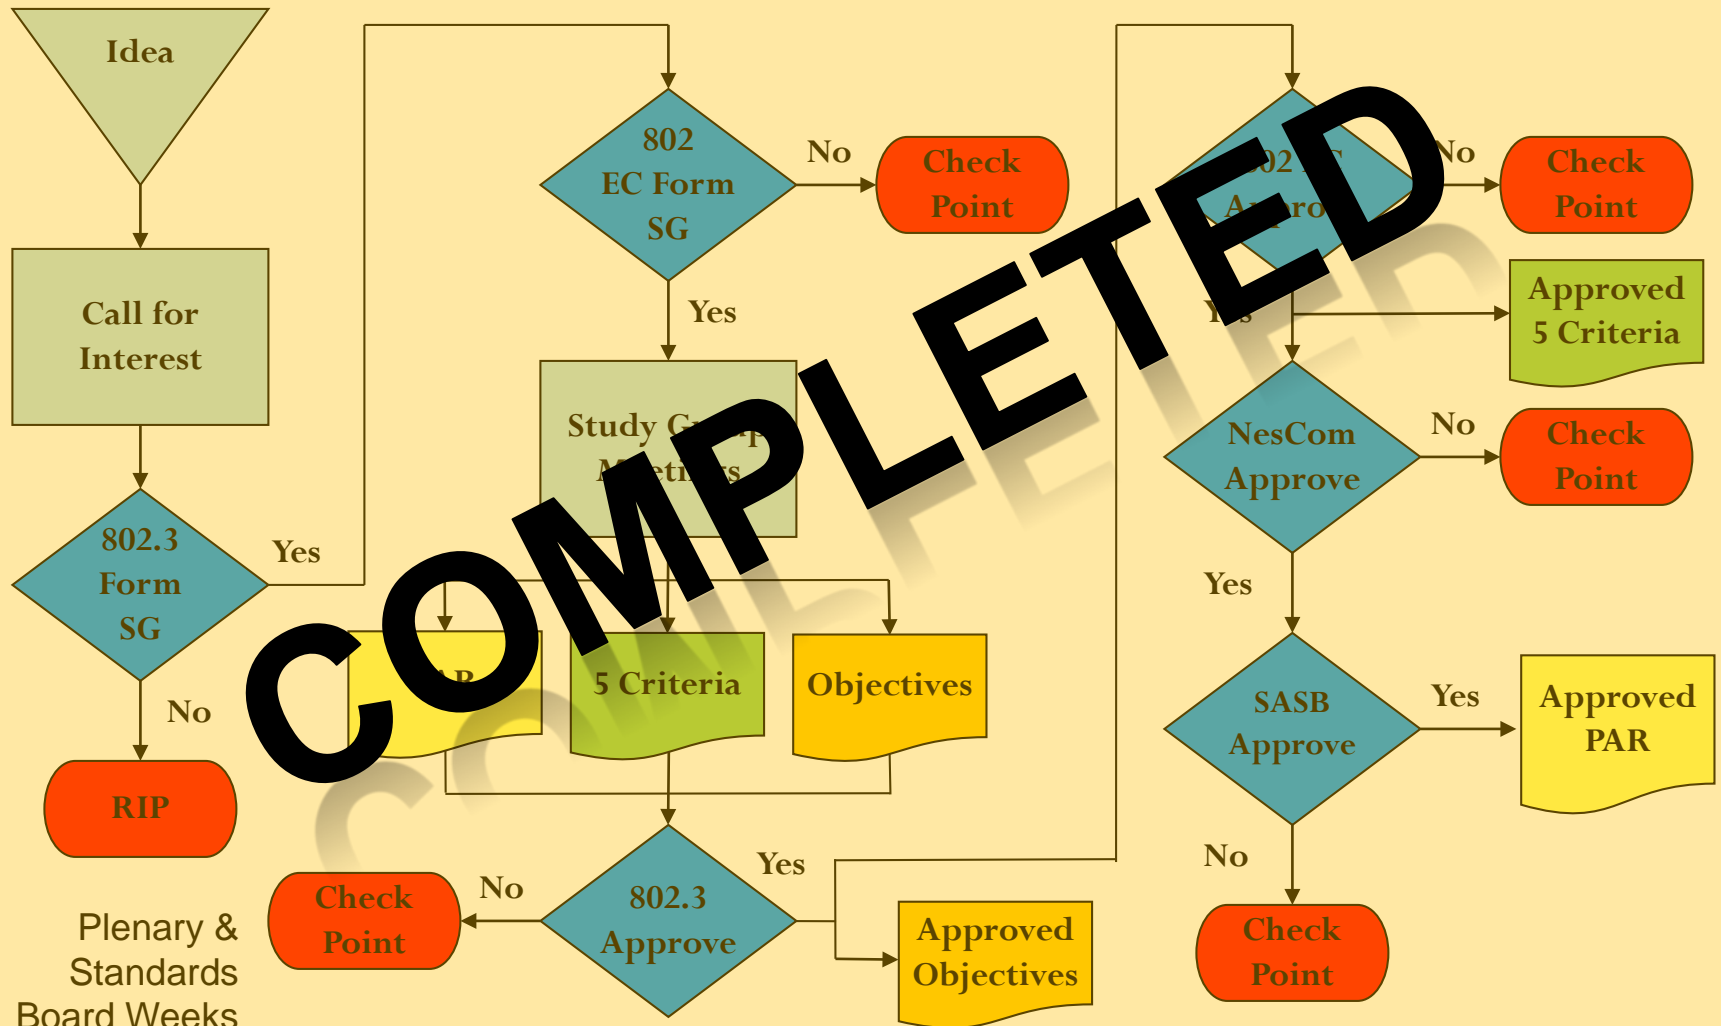 Idea
Call for
Interest
802.3
Form
SG
Yes
No
RIP
Plenary &
Standards
Board Weeks
802
EC Form
SG
No
Check
Point
Yes
Study
5 Criteria
Objectives
802.3
Approve
No
Check
Point
Yes
Approved
Objectives
No
Check
Point
Yes
Approved
5 Criteria
NesCom
Approve
No
Check
Point
Yes
SASB
Approve
Yes
Approved
PAR
No
Check
Point
COMPLETED